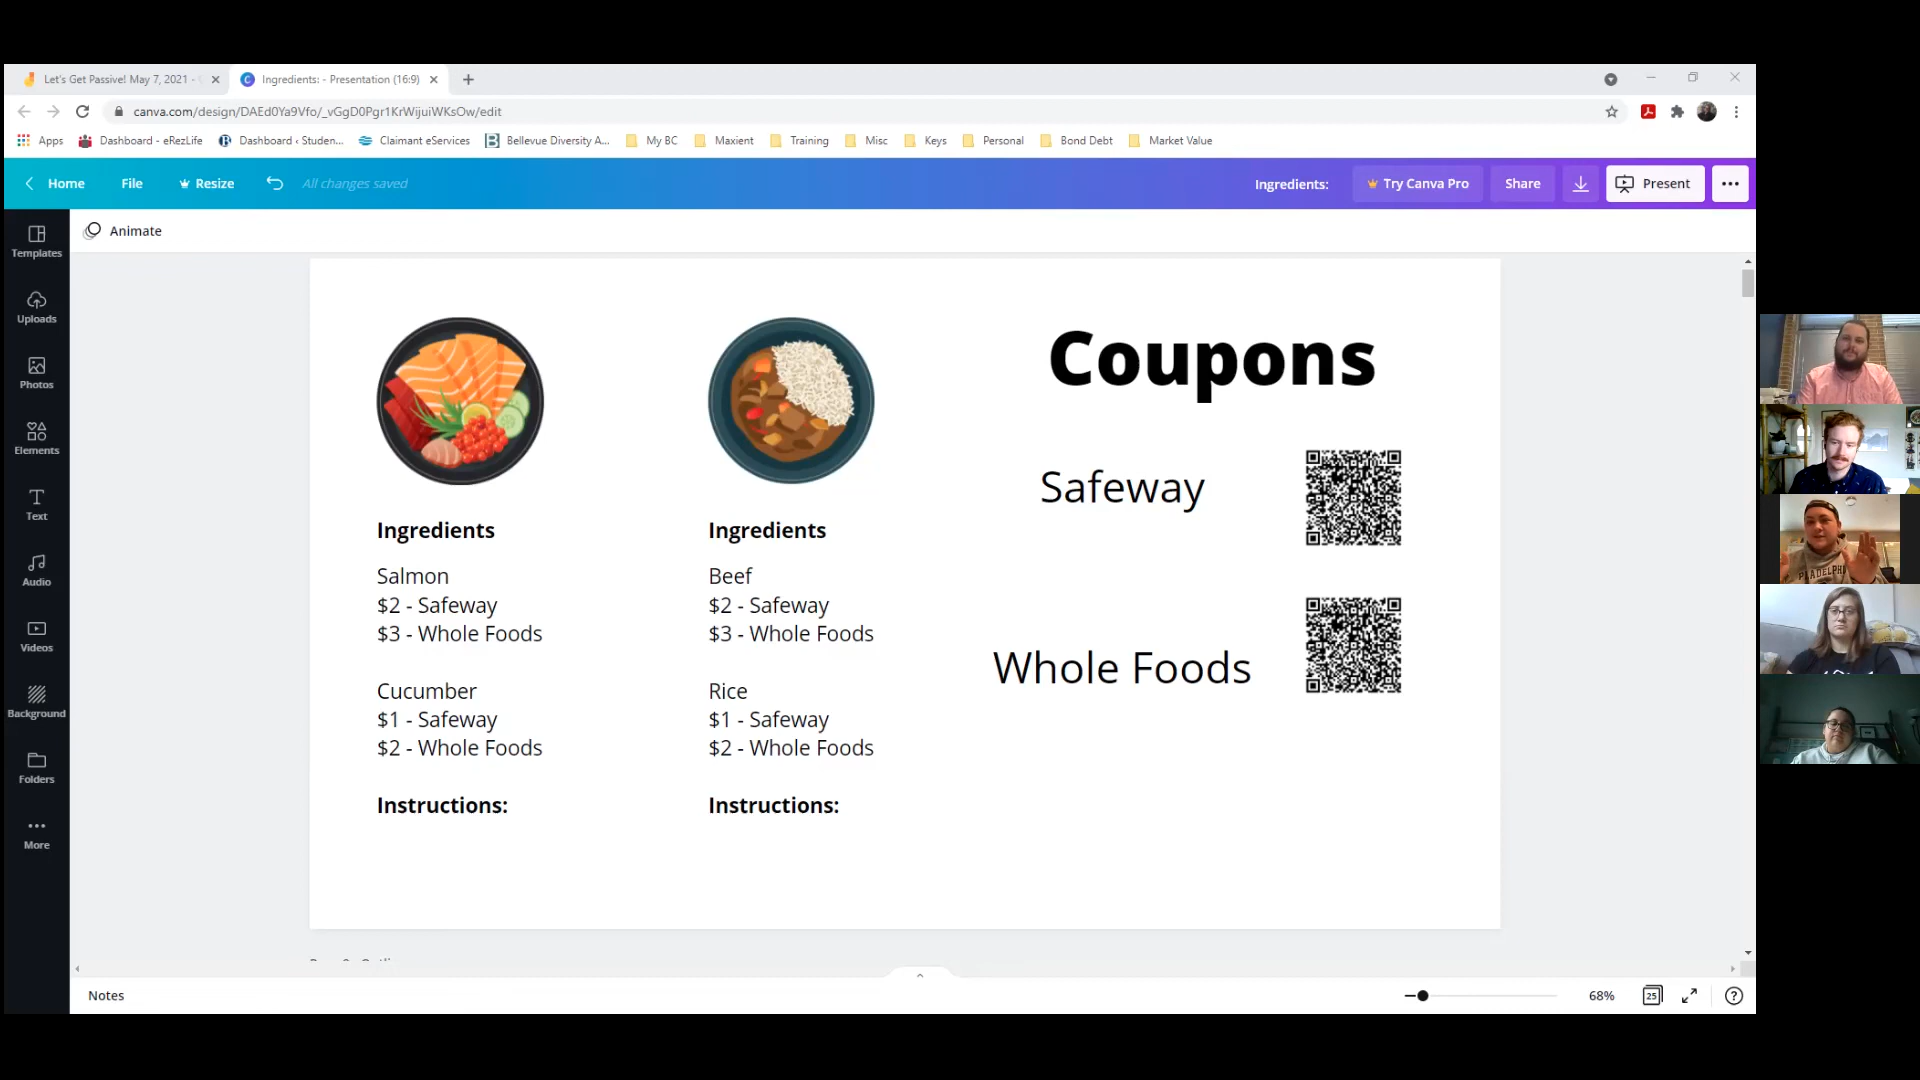 Let's Get Passive! May 7, 2021 -
Ingredients: - Presentation (16:9)
canva.com/design/DAEd0Ya9Vfo/_vGgD0Pgr1KrWijuiWKsOw/edit
Apps
Dashboard - eRezLife
Dashboard ‹ Studen...
Claimant eServices
Bellevue Diversity A...
My BC
Maxient
Training
Misc
Keys
Personal
Bond Debt
Market Value
Home
File
Resize
All changes saved
Ingredients:
Try Canva Pro
Share
Present
Animate
Templates
Uploads
Photos
Elements
Text
Audio
Videos
Background
Folders
More
Ingredients
Salmon
$2 - Safeway
$3 - Whole Foods
Cucumber
$1 - Safeway
$2 - Whole Foods
Instructions:
Ingredients
Beef
$2 - Safeway
$3 - Whole Foods
Rice
$1 - Safeway
$2 - Whole Foods
Instructions:
Coupons
Safeway
Whole Foods
Notes
68%
25